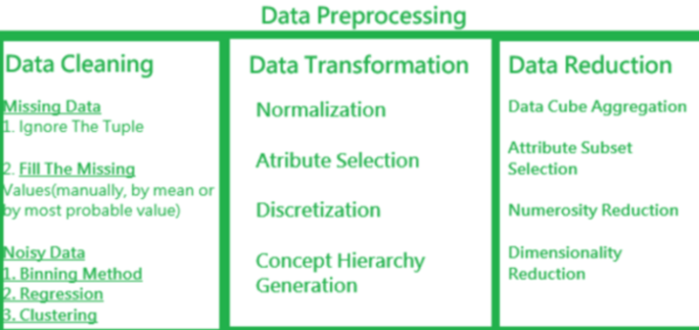 Data Preprocessing
Data Cleaning
Missing Data
1. Ignore The Tuple
2. Fill The Missing
Values(manually, by mean or
by most probable value)
Noisy Data
1. Binning Method
2. Regression
3. Clustering
Data Transformation
Normalization
Atribute Selection
Discretization
Concept Hierarchy
Generation
Data Reduction
Data Cube Aggregation
Attribute Subset
Selection
Numerosity Reduction
Dimensionality
Reduction